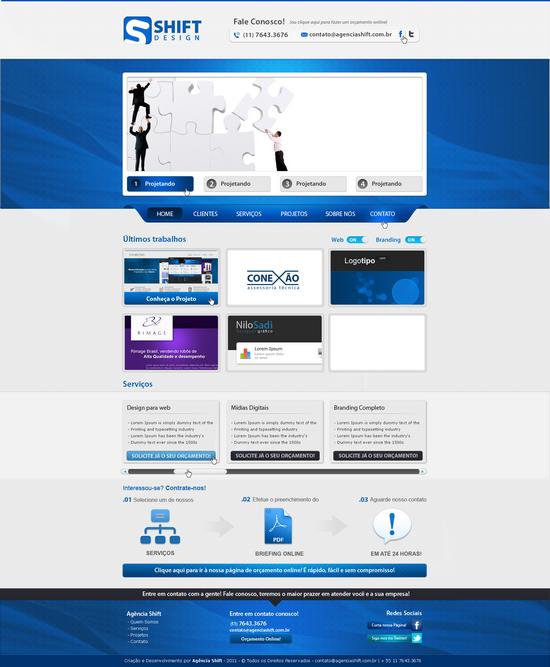 SHIFT
DESIGN
Fale Conosco! (ou clique aqui para fazer um orçamento online)
(11) 7643.3676 contato@agenciashift.com.br
1 Projetando 2 Projetando 3 Projetando 4 Projetando
HOME CLIENTES SERVIÇOS PROJETOS SOBRE NÓS CONTATO
Últimos trabalhos Web ON Branding ON
Conheça o Projeto
CONEXÃO
assessoria técnica
Logotipo
RIMAGE
Rimage Brasil, vendendo robôs de
Alta Qualidade e desempenho
NiloSadi
gráfico
Lorem Ipsum
Serviços
Design para web
- Lorem Ipsum is simply dummy text of the
- Printing and typesetting industry
- Lorem Ipsum has been the industry's
- Dummy text ever since the 1500s
SOLICITE JÁ O SEU ORÇAMENTO!
Mídias Digitais
- Lorem Ipsum is simply dummy text of the
- Printing and typesetting industry
- Lorem Ipsum has been the industry's
- Dummy text ever since the 1500s
SOLICITE JÁ O SEU ORÇAMENTO!
Branding Completo
- Lorem Ipsum is simply dummy text of the
- Printing and typesetting industry
- Lorem Ipsum has been the industry's
- Dummy text ever since the 1500s
SOLICITE JÁ O SEU ORÇAMENTO!
Interessou-se? Contrate-nos!
.01 Selecione um de nossos .02 Efetue o preenchimento do .03 Aguarde nosso contato
PDF
SERVIÇOS BRIEFING ONLINE EM ATÉ 24 HORAS!
Clique aqui para ir à nossa página de orçamento online! É rápido, fácil e sem compromisso!
Entre em contato com a gente! Fale conosco, teremos o maior prazer em atender você e a sua empresa!
Agência Shift
- Quem Somos
- Serviços
- Projetos
- Contato
Entre em contato conosco!
(11) 7643.3676
contato@agenciashift.com.br
Orçamento Online!
Redes Sociais
Curta nossa Página!
Siga-nos no Twitter!
Criação e Desenvolvimento por Agência Shift - 2011 - © Todos os Direitos Reservados - contato@agenciashift.com.br | + 55 11 7643.3676